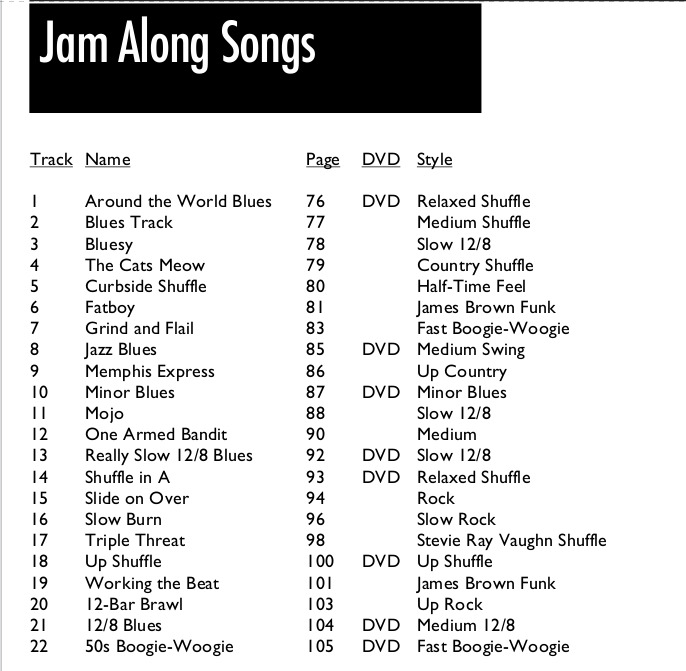 Jam Along Songs
Track Name Page DVD Style
1 Around the World Blues 76 DVD Relaxed Shuffle
2 Blues Track 77 Medium Shuffle
3 Bluesy 78 Slow 12/8
4 The Cats Meow 79 Country Shuffle
5 Curbside Shuffle 80 Half-Time Feel
6 Fatboy 81 James Brown Funk
7 Grind and Flail 83 Fast Boogie-Woogie
8 Jazz Blues 85 DVD Medium Swing
9 Memphis Express 86 Up Country
10 Minor Blues 87 DVD Minor Blues
11 Mojo 88 Slow 12/8
12 One Armed Bandit 90 Medium
13 Really Slow 12/8 Blues 92 DVD Slow 12/8
14 Shuffle in A 93 DVD Relaxed Shuffle
15 Slide on Over 94 Rock
16 Slow Burn 96 Slow Rock
17 Triple Threat 98 Stevie Ray Vaughn Shuffle
18 Up Shuffle 100 DVD Up Shuffle
19 Working the Beat 101 James Brown Funk
20 12-Bar Brawl 103 Up Rock
21 12/8 Blues 104 DVD Medium 12/8
22 50s Boogie-Woogie 105 DVD Fast Boogie-Woogie